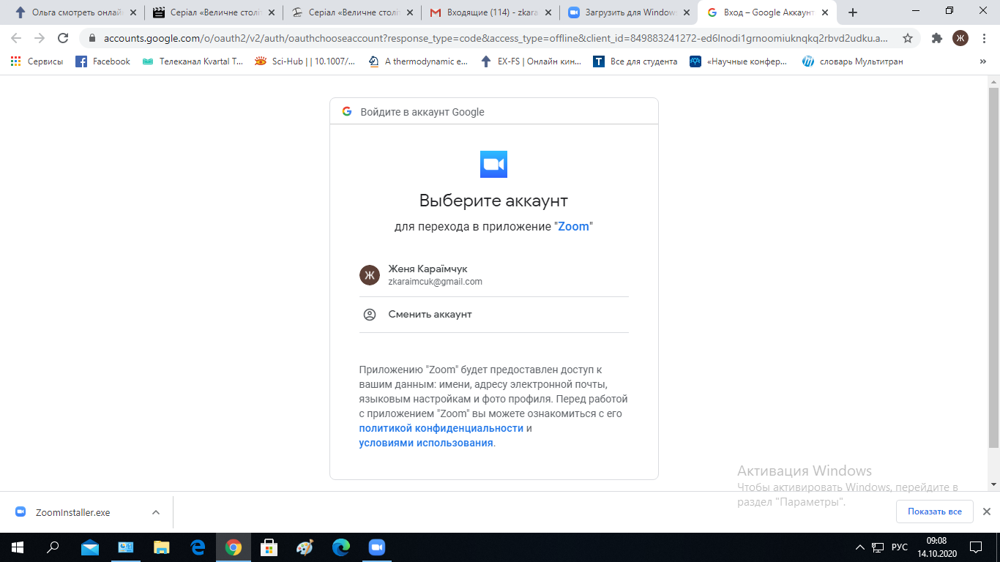 Ольга смотреть онлай
Серіал «Величне століт
Серіал «Величне століт
Входящие (114) - zkara
Загрузить для Window
Вход – Google Аккаунт
accounts.google.com/o/oauth2/v2/auth/oauthchooseaccount?response_type=code&access_type=offline&client_id=849883241272-ed6lnodi1grnoomiuknqkq2rbvd2udku.a...
Ж
Сервисы
Facebook
Телеканал Kvartal T...
Sci-Hub | | 10.1007/...
A thermodynamic e...
EX-FS | Онлайн кин...
Все для студента
«Научные конфер...
словарь Мультитран
»
Войдите в аккаунт Google
Выберите аккаунт
для перехода в приложение "Zoom"
Ж
Женя Караїмчук
zkaraimcuk@gmail.com
Сменить аккаунт
Приложению "Zoom" будет предоставлен доступ к
вашим данным: имени, адресу электронной почты,
языковым настройкам и фото профиля. Перед работой
с приложением "Zoom" вы можете ознакомиться с его
политикой конфиденциальности и
условиями использования.
Активация Windows
Чтобы активировать Windows, перейдите в
раздел "Параметры".
ZoomInstaller.exe
Показать все
РУС
09:08
14.10.2020